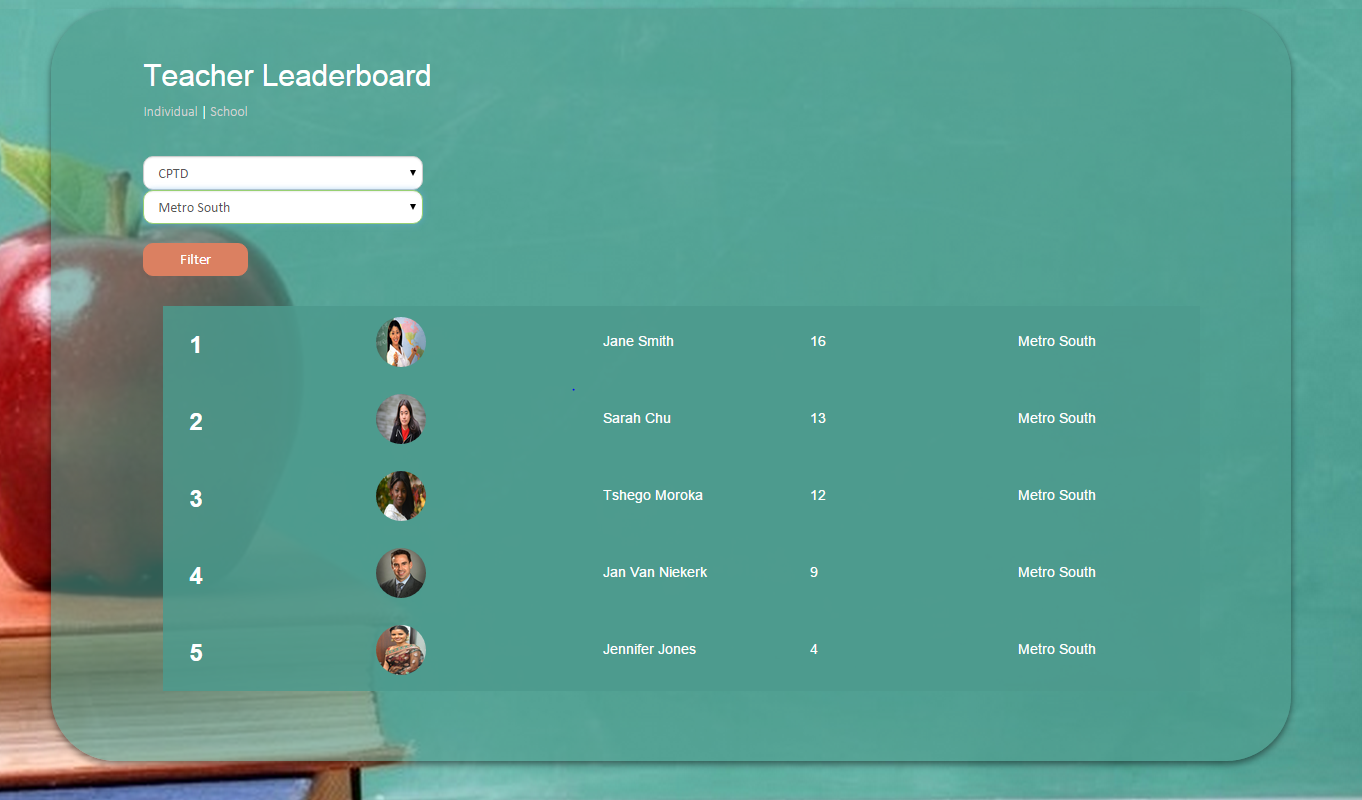 Teacher Leaderboard
Individual | School
CPTD
Metro South
Filter
1 Jane Smith 16 Metro South
2 Sarah Chu 13 Metro South
3 Tshego Moroka 12 Metro South
4 Jan Van Niekerk 9 Metro South
5 Jennifer Jones 4 Metro South